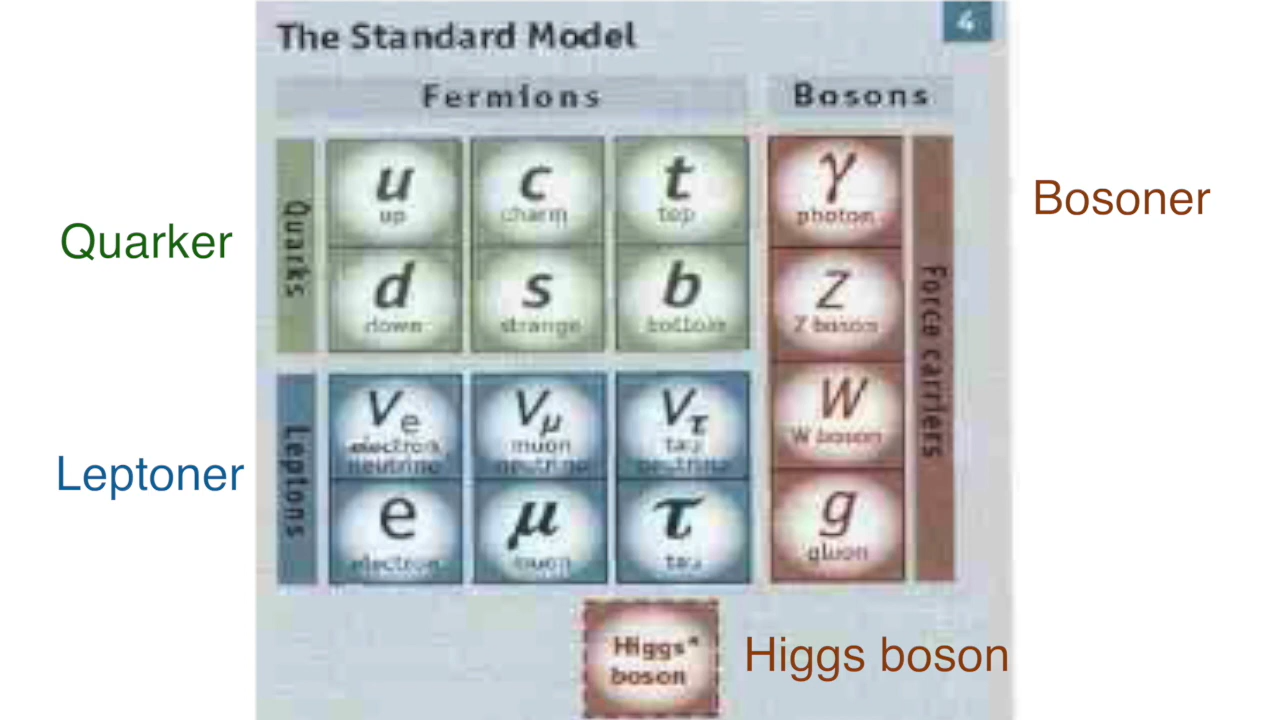 The Standard Model
4
Fermions
Bosons
Quarks
u
up
c
charm
t
top
γ
photon
d
down
s
strange
b
bottom
Z
Z boson
Force carriers
Leptons
Ve
electron
neutrino
Vμ
muon
neutrino
Vτ
tau
neutrino
W
W boson
e
electron
μ
muon
τ
tau
g
gluon
Higgs*
boson
Quarker
Leptoner
Bosoner
Higgs boson